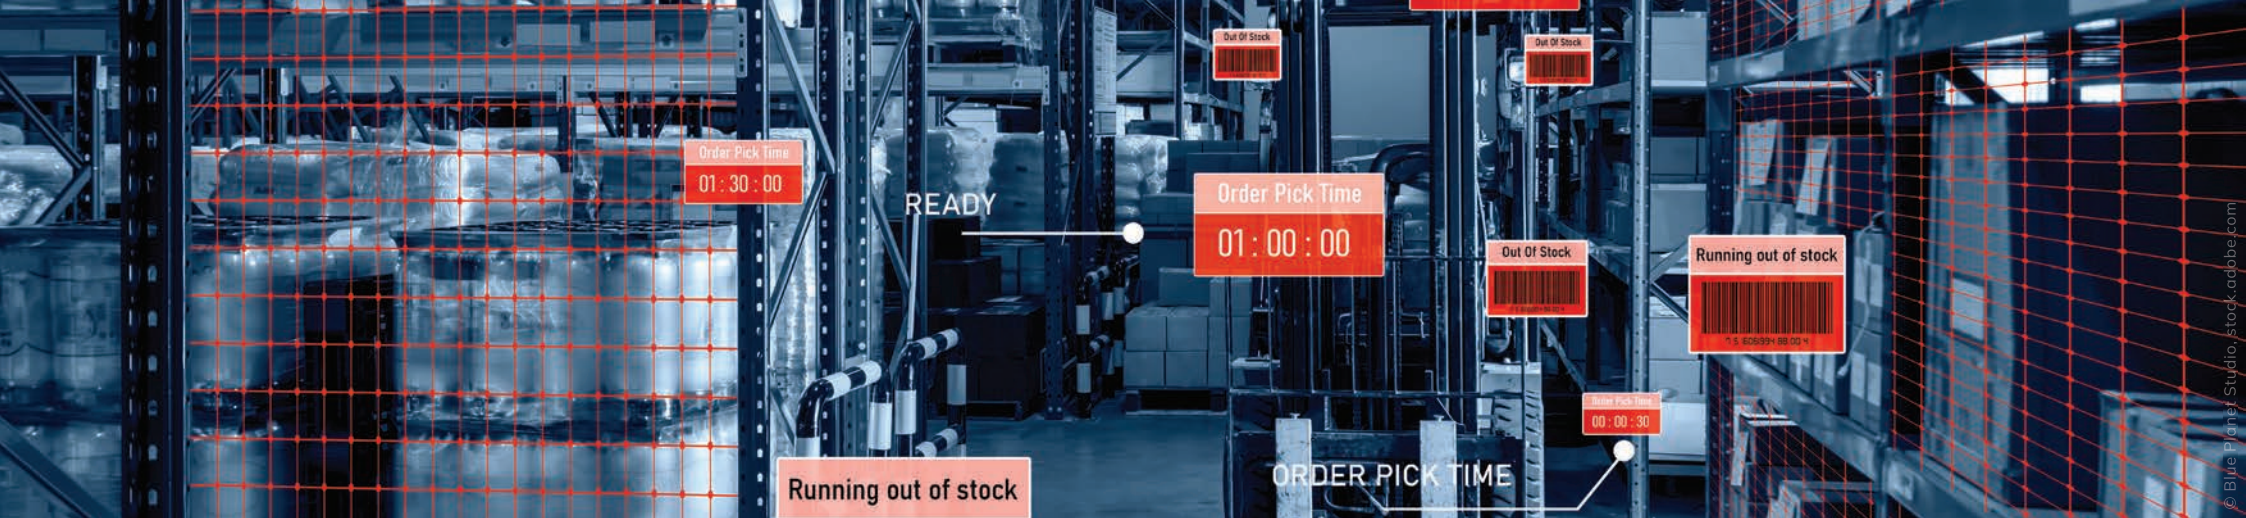 Out Of Stock
Out Of Stock
Order Pick Time
01 : 30 : 00
READY
Order Pick Time
01 : 00 : 00
Out Of Stock
Running out of stock
Order Pick Time
00 : 00 : 30
ORDER PICK TIME
Running out of stock
© Blue Planet Studio, stock.adobe.com